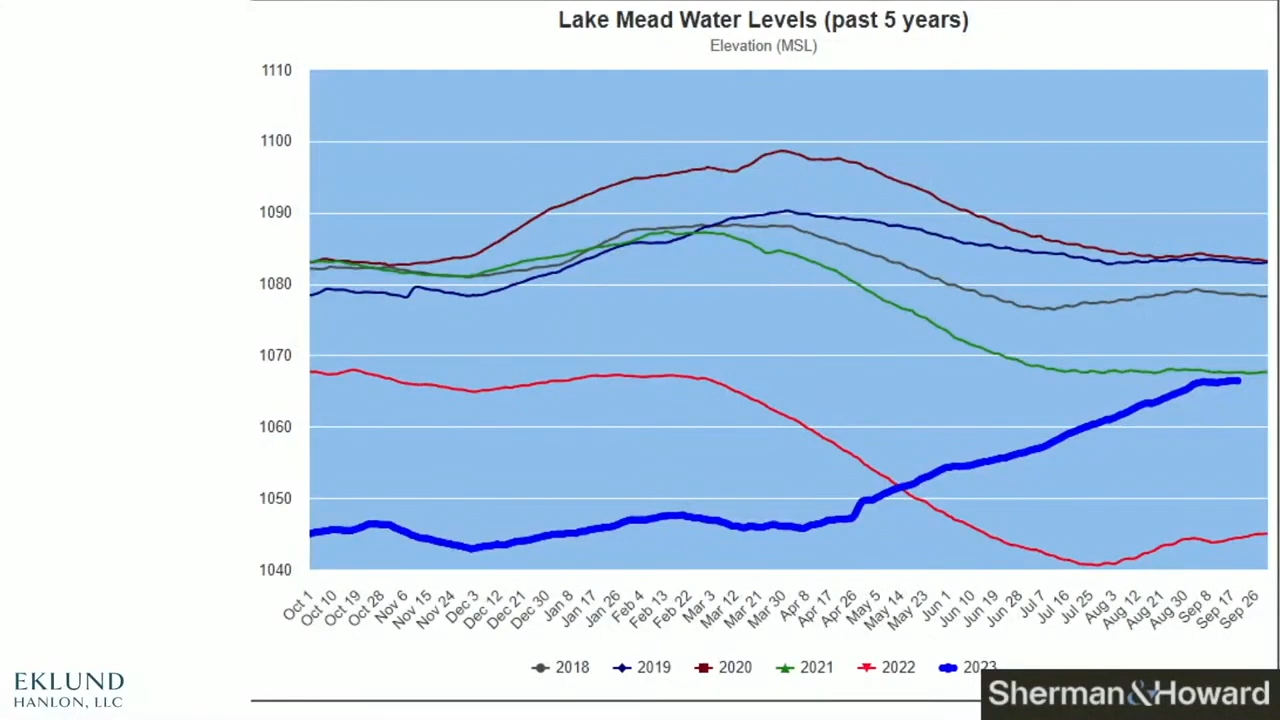 Lake Mead Water Levels (past 5 years)
Elevation (MSL)
1110
1100
1090
1080
1070
1060
1050
1040
Oct 1
Oct 10
Oct 19
Oct 28
Nov 6
Nov 15
Nov 24
Dec 3
Dec 12
Dec 21
Dec 30
Jan 8
Jan 17
Jan 26
Feb 4
Feb 13
Feb 22
Mar 3
Mar 12
Mar 21
Mar 30
Apr 8
Apr 17
Apr 26
May 5
May 14
May 23
Jun 1
Jun 10
Jun 19
Jun 28
Jul 7
Jul 16
Jul 25
Aug 3
Aug 12
Aug 21
Aug 30
Sep 8
Sep 17
Sep 26
2018 2019 2020 2021 2022 2023
EKLUND
HANLON, LLC
Sherman&Howard